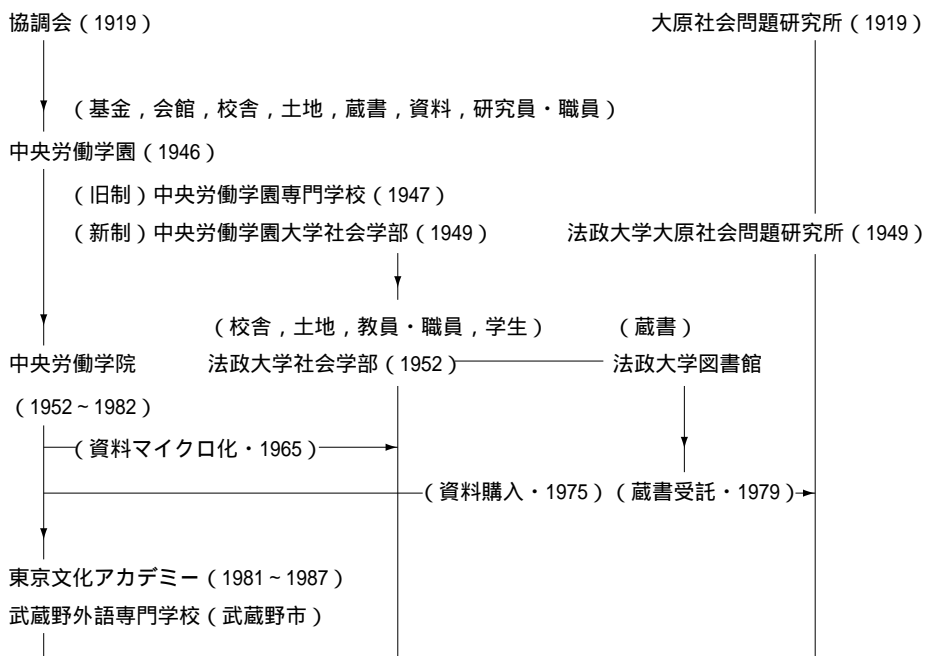 協調会（1919） 大原社会問題研究所（1919）
（基金，会館，校舎，土地，蔵書，資料，研究員・職員）
中央労働学園（1946）
（旧制）中央労働学園専門学校（1947）
（新制）中央労働学園大学社会学部（1949） 法政大学大原社会問題研究所（1949）
（校舎，土地，教員・職員，学生） （蔵書）
中央労働学院 法政大学社会学部（1952） 法政大学図書館
（1952～1982）
（資料マイクロ化・1965）
（資料購入・1975）（蔵書受託・1979）
東京文化アカデミー（1981～1987）
武蔵野外語専門学校（武蔵野市）